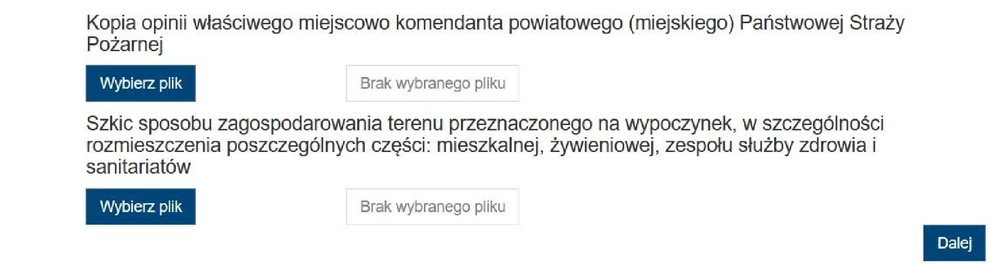 Kopia opinii właściwego miejscowo komendanta powiatowego (miejskiego) Państwowej Straży
Pożarnej
Wybierz plik
Brak wybranego pliku
Szkic sposobu zagospodarowania terenu przeznaczonego na wypoczynek, w szczególności
rozmieszczenia poszczególnych części: mieszkalnej, żywieniowej, zespołu służby zdrowia i
sanitariatów
Wybierz plik
Brak wybranego pliku
Dalej